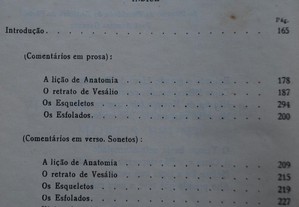 Pág.
Introdução . . . . . . . . . . . . . . 165
(Comentários em prosa):
A lição de Anatomia . . . . . . . . . 178
O retrato de Vesálio . . . . . . . . . 187
Os Esqueletos . . . . . . . . . . . 294
Os Esfolados. . . . . . . . . . . . 200
(Comentários em verso. Sonetos):
A lição de Anatomia . . . . . . . . . 209
O retrato de Vesálio . . . . . . . . . 215
Os Esqueletos . . . . . . . . . . . 219
Os Esfolados. . . . . . . . . . . . 227